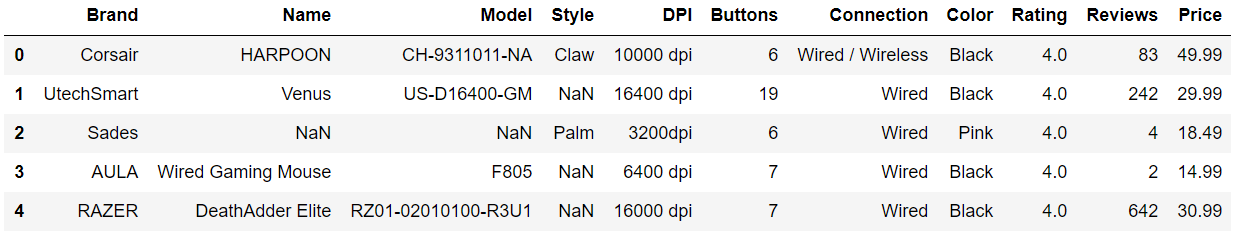 Brand Name Model Style DPI Buttons Connection Color Rating Reviews Price
0 Corsair HARPOON CH-9311011-NA Claw 10000 dpi 6 Wired / Wireless Black 4.0 83 49.99
1 UtechSmart Venus US-D16400-GM NaN 16400 dpi 19 Wired Black 4.0 242 29.99
2 Sades NaN NaN Palm 3200dpi 6 Wired Pink 4.0 4 18.49
3 AULA Wired Gaming Mouse F805 NaN 6400 dpi 7 Wired Black 4.0 2 14.99
4 RAZER DeathAdder Elite RZ01-02010100-R3U1 NaN 16000 dpi 7 Wired Black 4.0 642 30.99